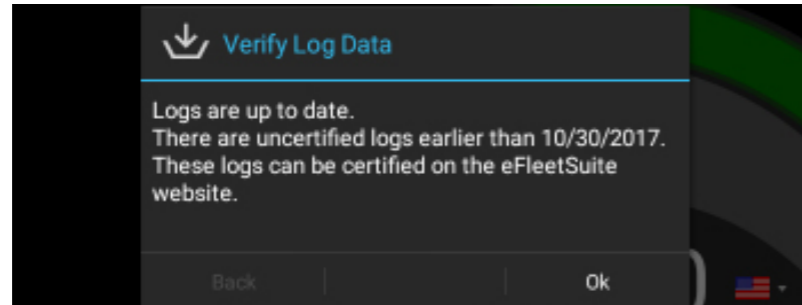 Verify Log Data
Logs are up to date.
There are uncertified logs earlier than 10/30/2017.
These logs can be certified on the eFleetSuite
website.
Back
Ok